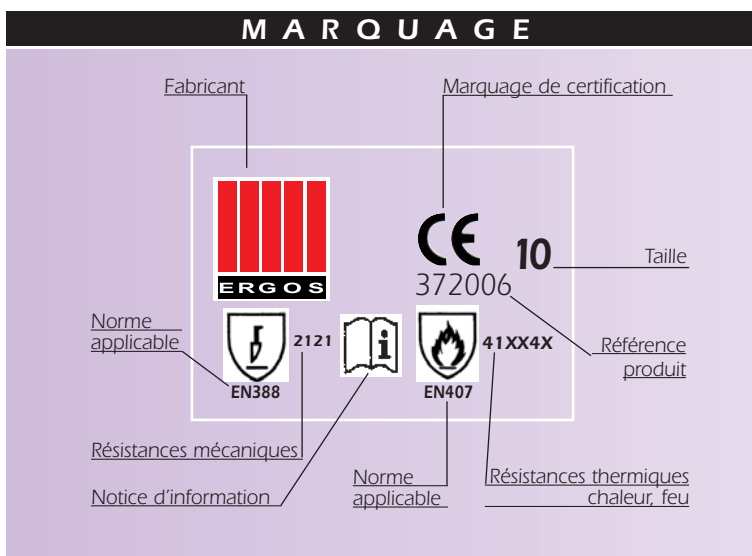 MARQUAGE
Fabricant
Marquage de certification
ERGOS
CE
10
Taille
372006
Norme
applicable
2121
i
41XX4X
Référence
produit
EN388
EN407
Résistances mécaniques
Notice d’information
Norme
applicable
Résistances thermiques
chaleur, feu